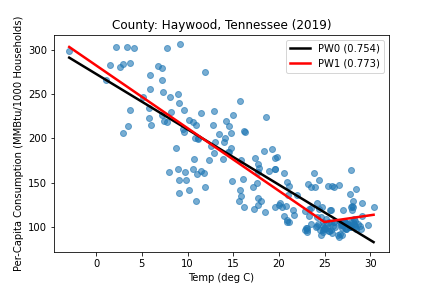 County: Haywood, Tennessee (2019)
PW0 (0.754)
PW1 (0.773)
Per-Capita Consumption (MMBtu/1000 Households)
300
250
200
150
100
0 5 10 15 20 25 30
Temp (deg C)